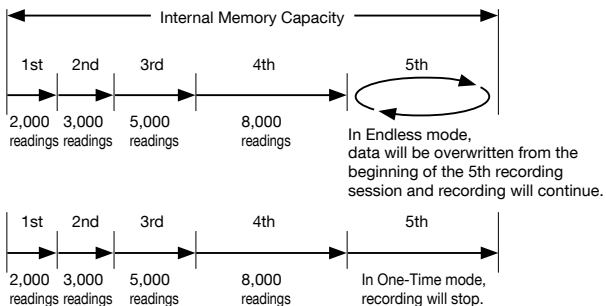 Internal Memory Capacity
1st 2nd 3rd 4th 5th
2,000 3,000 5,000 8,000
readings readings readings readings
In Endless mode,
data will be overwritten from the
beginning of the 5th recording
session and recording will continue.
1st 2nd 3rd 4th 5th
2,000 3,000 5,000 8,000 In One-Time mode,
readings readings readings readings recording will stop.